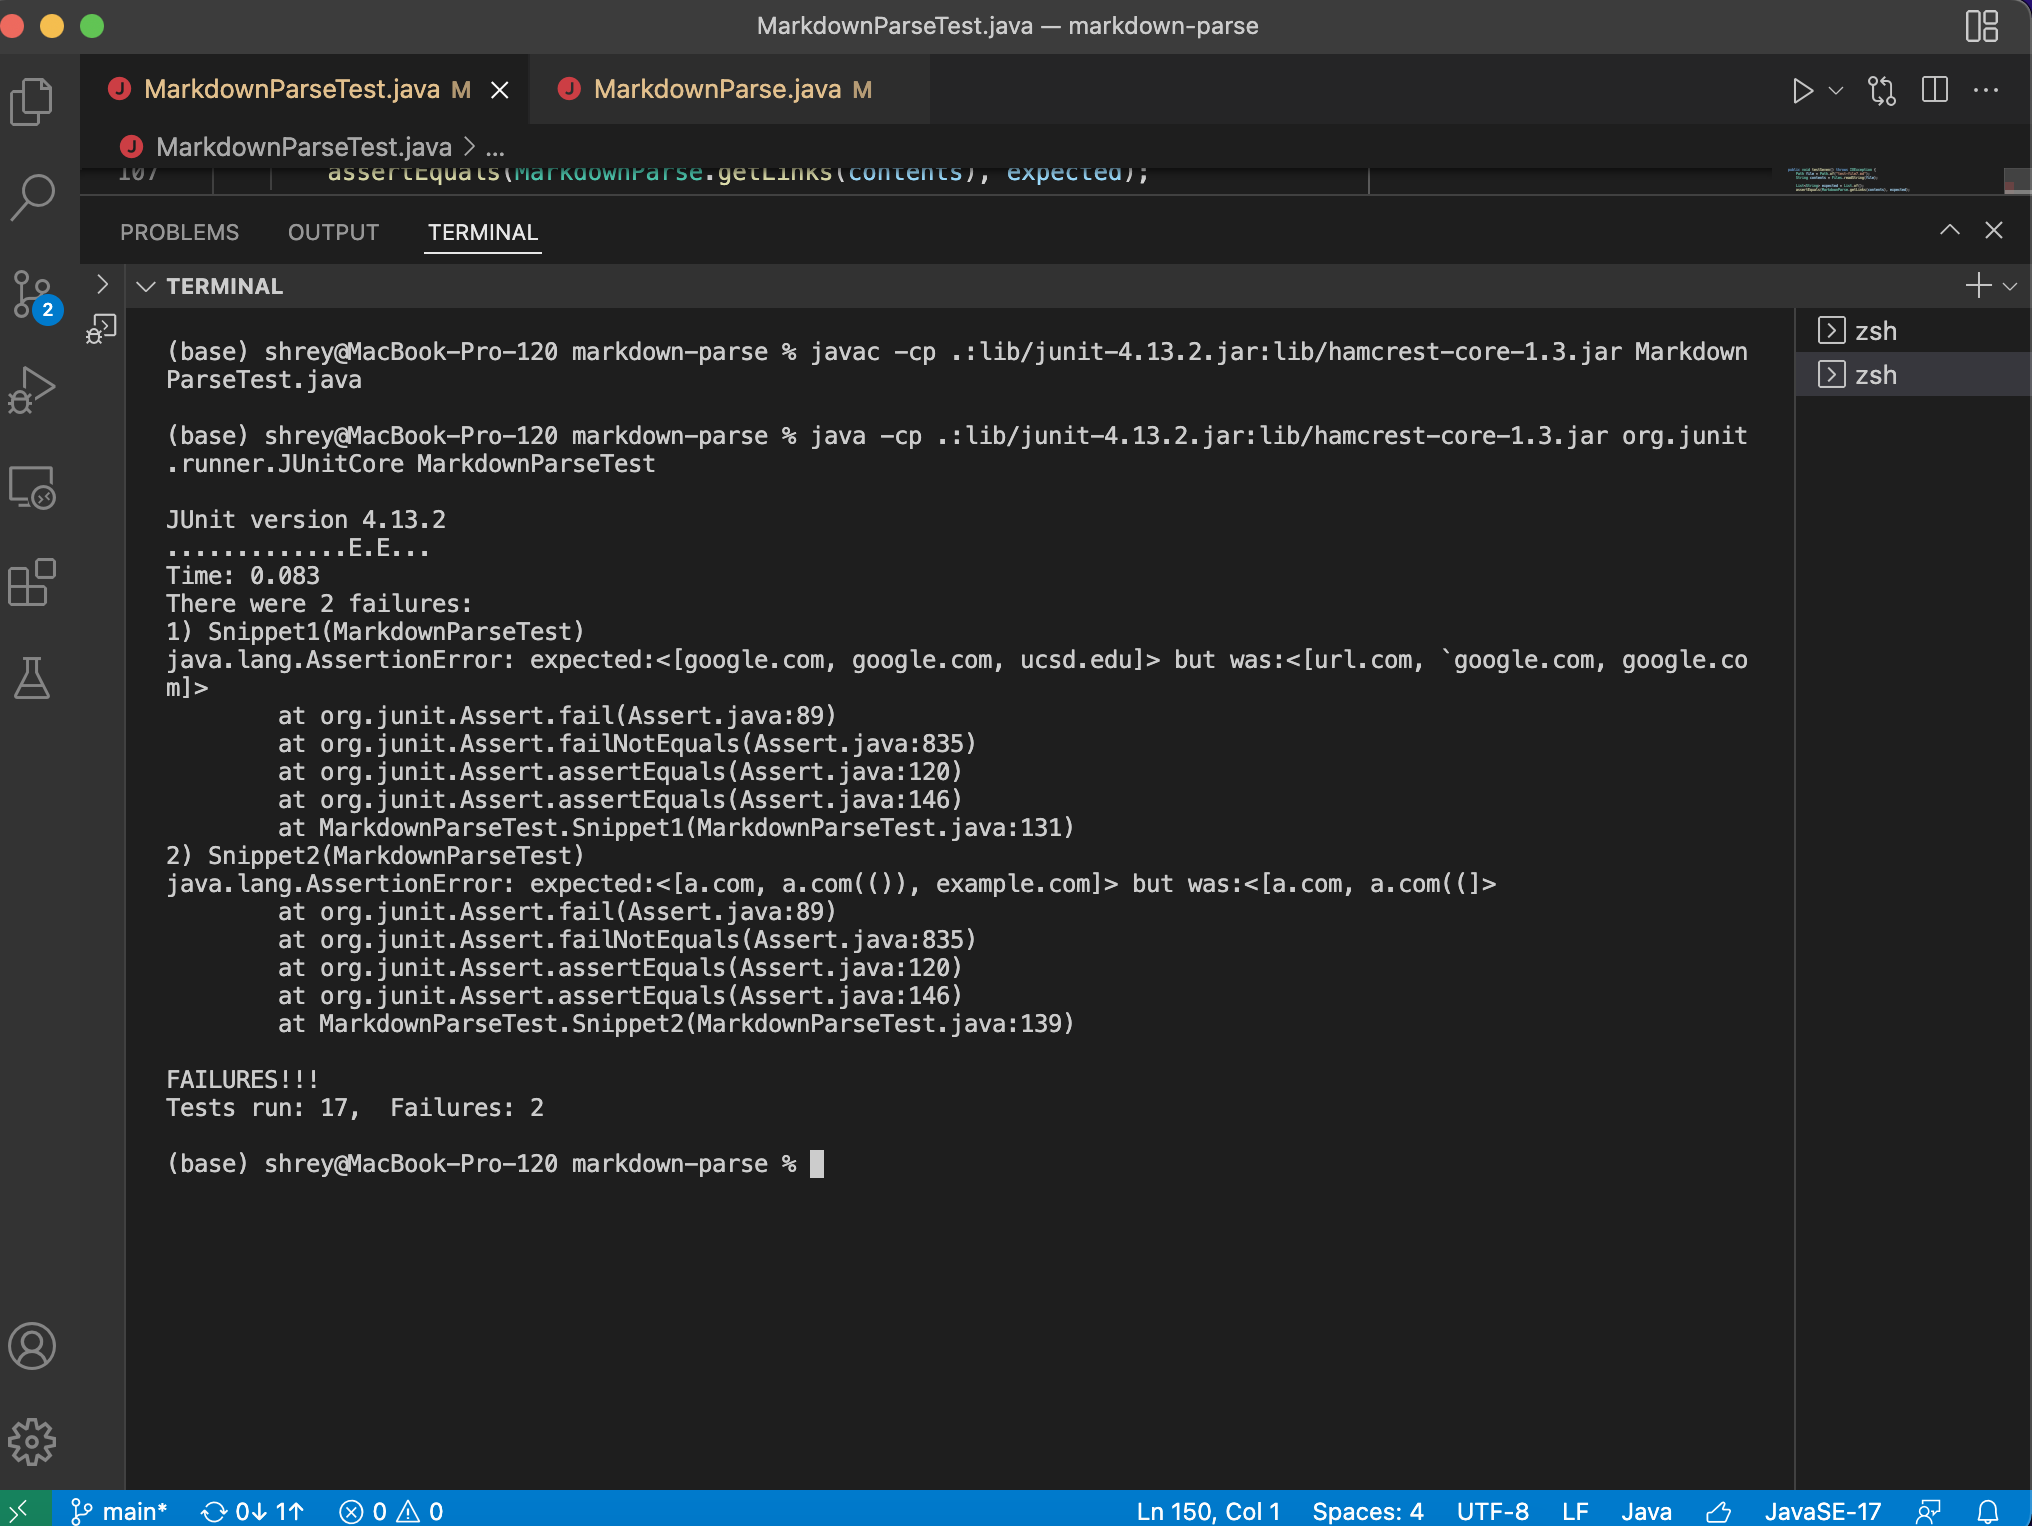 MarkdownParseTest.java — markdown-parse
MarkdownParseTest.java M
MarkdownParse.java M
MarkdownParseTest.java > ...
107 assertEquals(MarkdownParse.getLinks(contents), expected);
PROBLEMS OUTPUT TERMINAL
2
TERMINAL
zsh
zsh
(base) shrey@MacBook-Pro-120 markdown-parse % javac -cp .:lib/junit-4.13.2.jar:lib/hamcrest-core-1.3.jar Markdown
ParseTest.java
(base) shrey@MacBook-Pro-120 markdown-parse % java -cp .:lib/junit-4.13.2.jar:lib/hamcrest-core-1.3.jar org.junit
.runner.JUnitCore MarkdownParseTest
JUnit version 4.13.2
.............E.E...
Time: 0.083
There were 2 failures:
1) Snippet1(MarkdownParseTest)
java.lang.AssertionError: expected:<[google.com, google.com, ucsd.edu]> but was:<[url.com, `google.com, google.co
m]>
at org.junit.Assert.fail(Assert.java:89)
at org.junit.Assert.failNotEquals(Assert.java:835)
at org.junit.Assert.assertEquals(Assert.java:120)
at org.junit.Assert.assertEquals(Assert.java:146)
at MarkdownParseTest.Snippet1(MarkdownParseTest.java:131)
2) Snippet2(MarkdownParseTest)
java.lang.AssertionError: expected:<[a.com, a.com(()), example.com]> but was:<[a.com, a.com((]>
at org.junit.Assert.fail(Assert.java:89)
at org.junit.Assert.failNotEquals(Assert.java:835)
at org.junit.Assert.assertEquals(Assert.java:120)
at org.junit.Assert.assertEquals(Assert.java:146)
at MarkdownParseTest.Snippet2(MarkdownParseTest.java:139)
FAILURES!!!
Tests run: 17,  Failures: 2
(base) shrey@MacBook-Pro-120 markdown-parse %
main* 0↓ 1↑ 0 0 Ln 150, Col 1 Spaces: 4 UTF-8 LF Java JavaSE-17